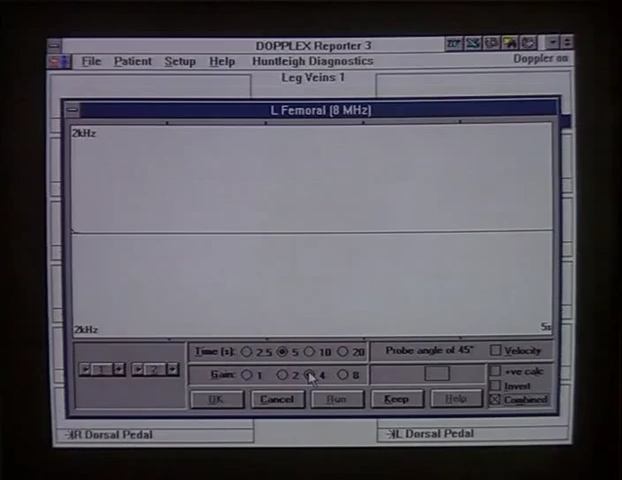 DOPPLEX Reporter 3
File Patient Setup Help Huntleigh Diagnostics Doppler on
Leg Veins 1
L Femoral (8 MHz)
2kHz
2kHz 5s
Time (s): 2.5 5 10 20 Probe angle of 45° Velocity
1 2
Gain: 1 2 4 8 +ve calc
Invert
OK Cancel Run Keep Help Combined
R Dorsal Pedal L Dorsal Pedal